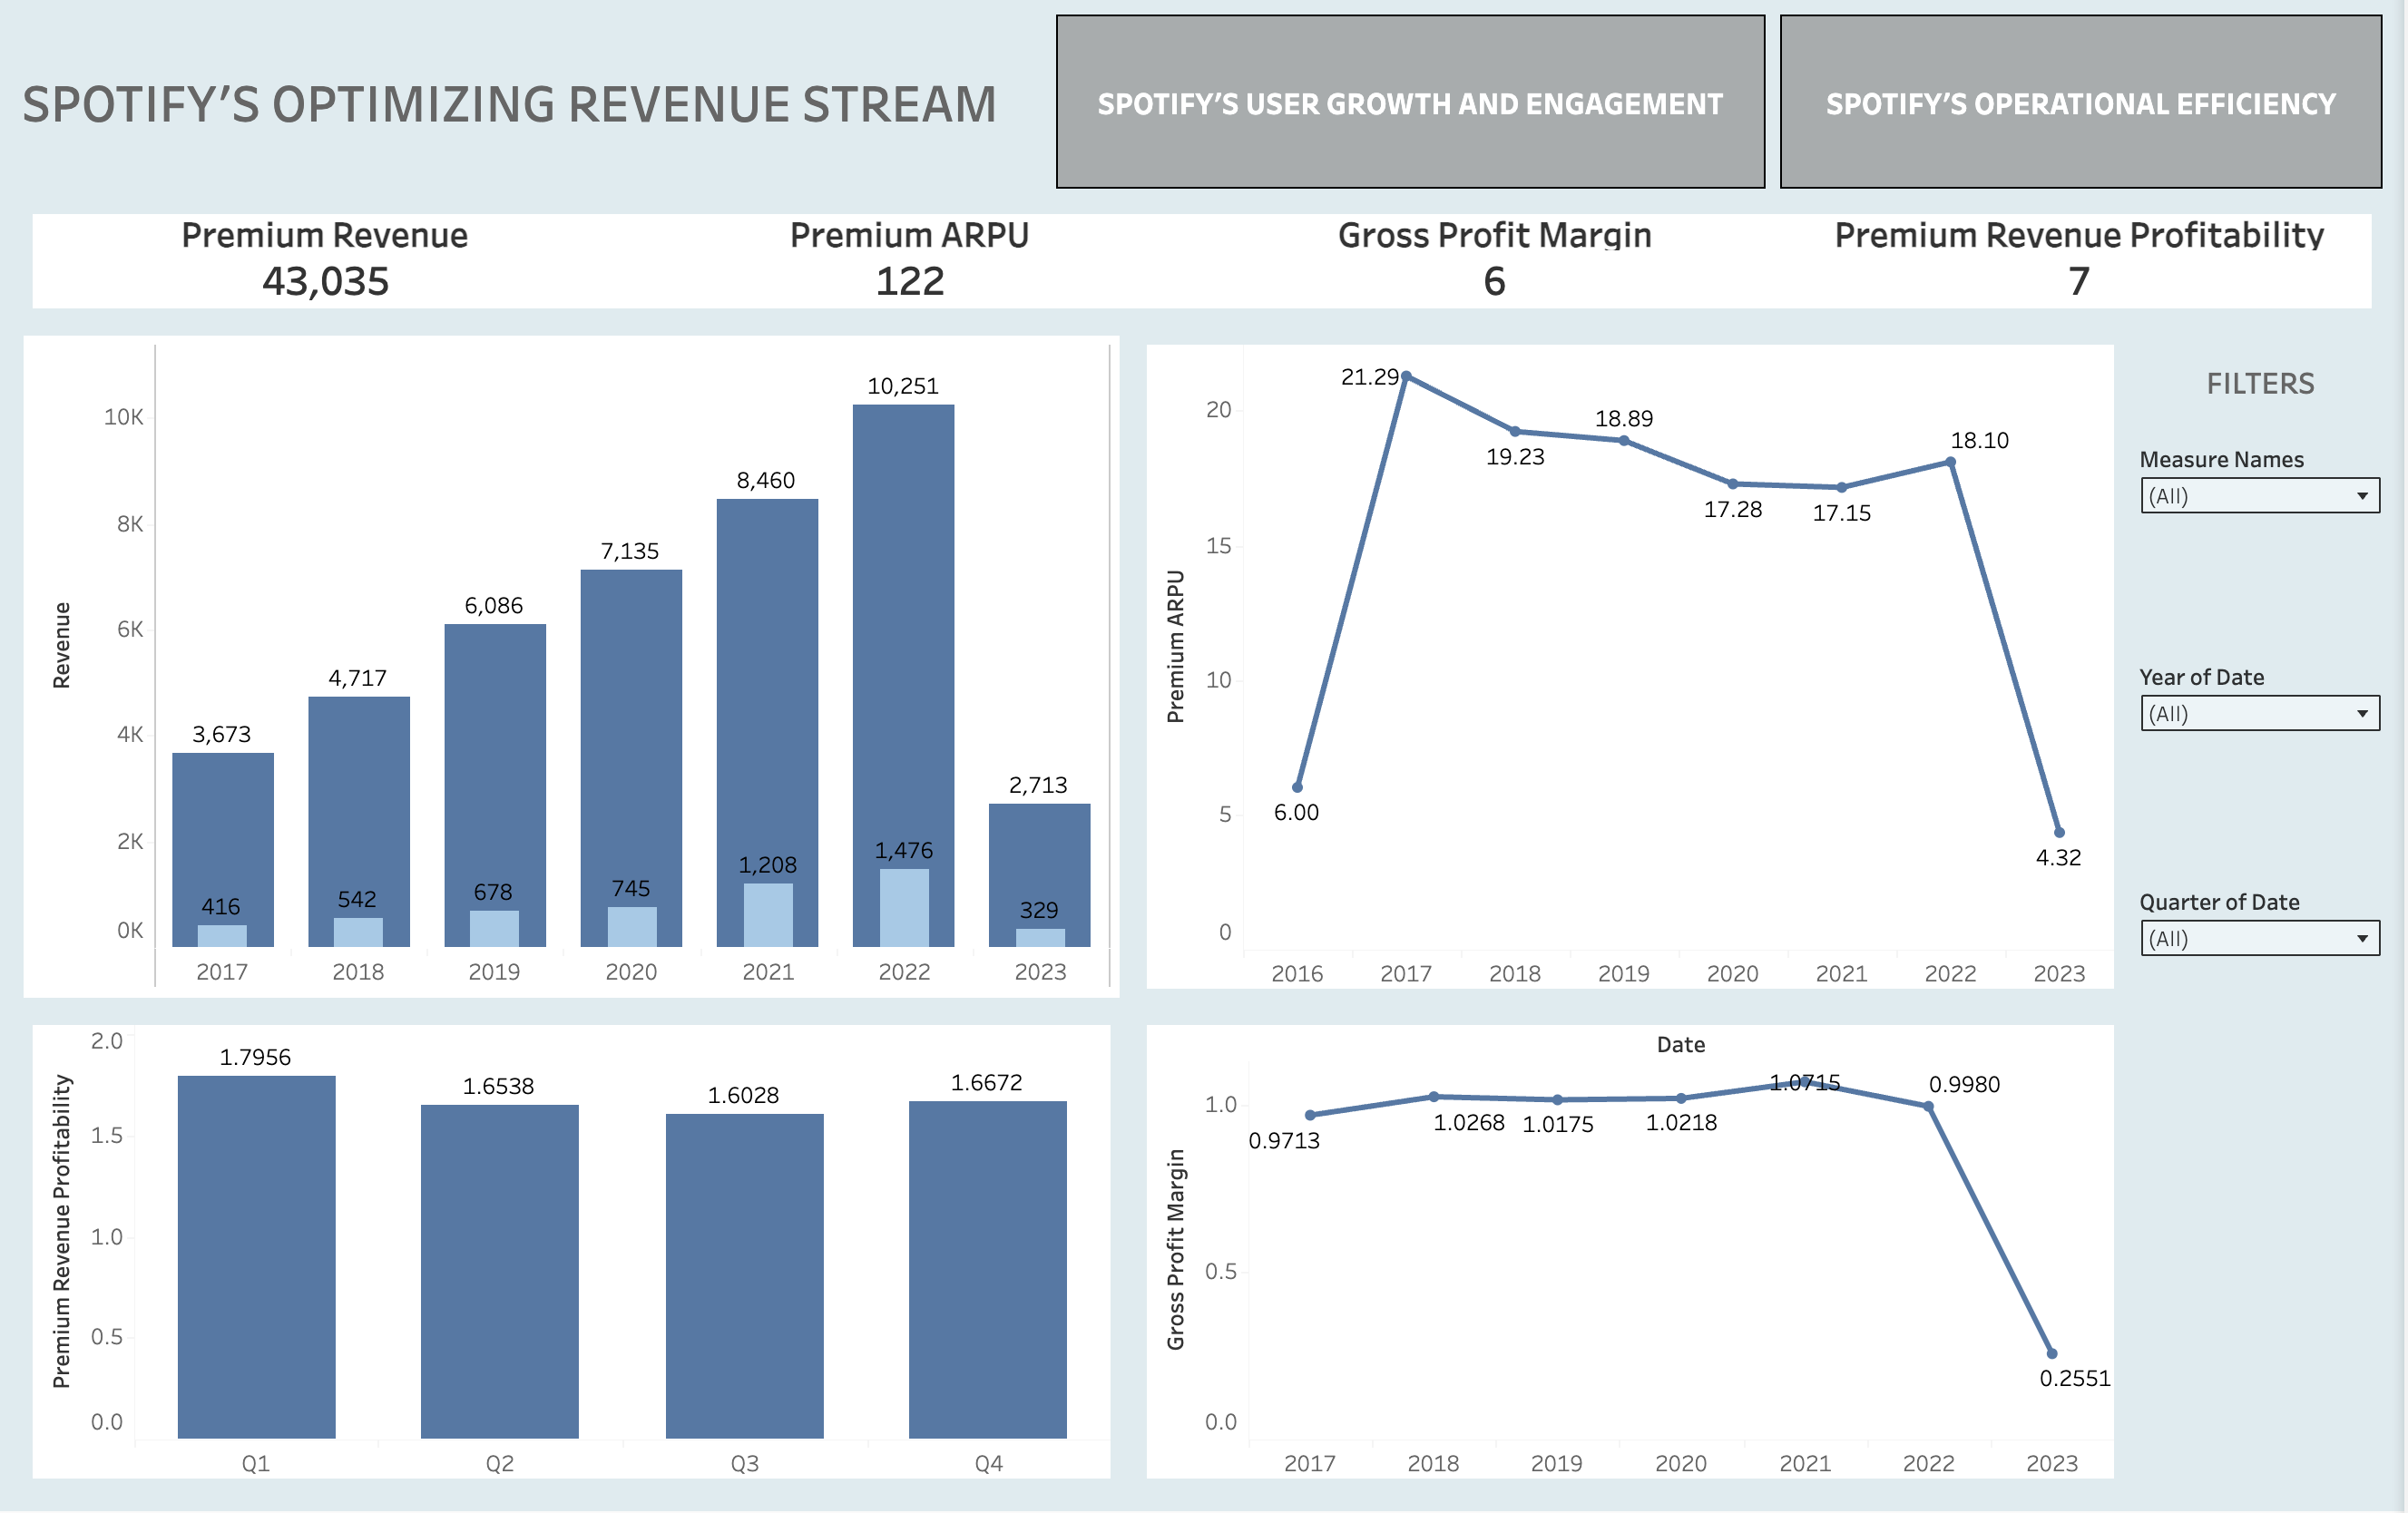 SPOTIFY'S OPTIMIZING REVENUE STREAM
SPOTIFY'S USER GROWTH AND ENGAGEMENT
SPOTIFY'S OPERATIONAL EFFICIENCY
Premium Revenue
43,035
Premium ARPU
122
Gross Profit Margin
6
Premium Revenue Profitability
7
Revenue
10K
8K
6K
4K
2K
0K
3,673
4,717
6,086
7,135
8,460
10,251
2,713
416
542
678
745
1,208
1,476
329
2017 2018 2019 2020 2021 2022 2023
Premium ARPU
20
15
10
5
0
6.00
21.29
19.23
18.89
17.28
17.15
18.10
4.32
2016 2017 2018 2019 2020 2021 2022 2023
FILTERS
Measure Names
(All)
Year of Date
(All)
Quarter of Date
(All)
Premium Revenue Profitability
2.0
1.5
1.0
0.5
0.0
1.7956
1.6538
1.6028
1.6672
Q1 Q2 Q3 Q4
Date
Gross Profit Margin
1.0
0.5
0.0
0.9713
1.0268
1.0175
1.0218
1.0715
0.9980
0.2551
2017 2018 2019 2020 2021 2022 2023